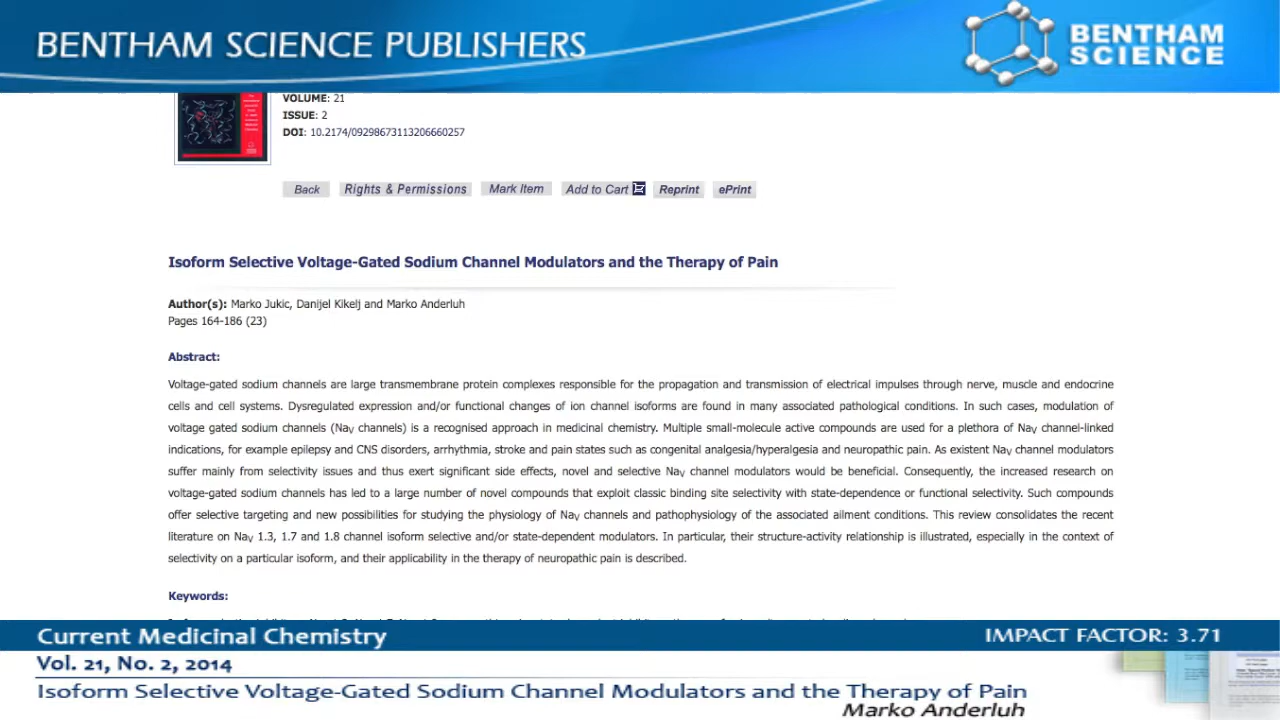 BENTHAM SCIENCE PUBLISHERS
BENTHAM
SCIENCE
VOLUME: 21
ISSUE: 2
DOI: 10.2174/09298673113206660257
Back Rights & Permissions Mark Item Add to Cart Reprint ePrint
Isoform Selective Voltage-Gated Sodium Channel Modulators and the Therapy of Pain
Author(s): Marko Jukic, Danijel Kikelj and Marko Anderluh
Pages 164-186 (23)
Abstract:
Voltage-gated sodium channels are large transmembrane protein complexes responsible for the propagation and transmission of electrical impulses through nerve, muscle and endocrine
cells and cell systems. Dysregulated expression and/or functional changes of ion channel isoforms are found in many associated pathological conditions. In such cases, modulation of
voltage gated sodium channels (NaV channels) is a recognised approach in medicinal chemistry. Multiple small-molecule active compounds are used for a plethora of NaV channel-linked
indications, for example epilepsy and CNS disorders, arrhythmia, stroke and pain states such as congenital analgesia/hyperalgesia and neuropathic pain. As existent NaV channel modulators
suffer mainly from selectivity issues and thus exert significant side effects, novel and selective NaV channel modulators would be beneficial. Consequently, the increased research on
voltage-gated sodium channels has led to a large number of novel compounds that exploit classic binding site selectivity with state-dependence or functional selectivity. Such compounds
offer selective targeting and new possibilities for studying the physiology of NaV channels and pathophysiology of the associated ailment conditions. This review consolidates the recent
literature on NaV 1.3, 1.7 and 1.8 channel isoform selective and/or state-dependent modulators. In particular, their structure-activity relationship is illustrated, especially in the context of
selectivity on a particular isoform, and their applicability in the therapy of neuropathic pain is described.
Keywords:
Current Medicinal Chemistry
IMPACT FACTOR: 3.71
Vol. 21, No. 2, 2014
Isoform Selective Voltage-Gated Sodium Channel Modulators and the Therapy of Pain
Marko Anderluh